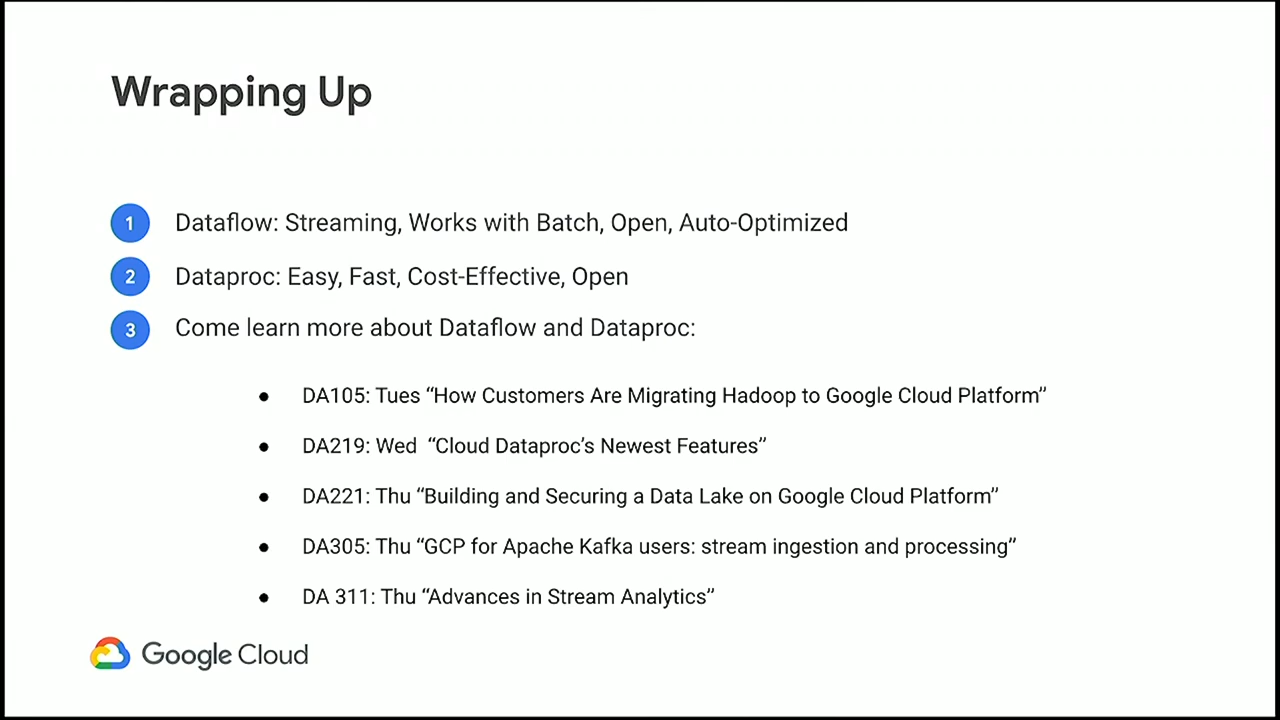 Wrapping Up
1 Dataflow: Streaming, Works with Batch, Open, Auto-Optimized
2 Dataproc: Easy, Fast, Cost-Effective, Open
3 Come learn more about Dataflow and Dataproc:
● DA105: Tues “How Customers Are Migrating Hadoop to Google Cloud Platform”
● DA219: Wed “Cloud Dataproc’s Newest Features”
● DA221: Thu “Building and Securing a Data Lake on Google Cloud Platform”
● DA305: Thu “GCP for Apache Kafka users: stream ingestion and processing”
● DA 311: Thu “Advances in Stream Analytics”
Google Cloud